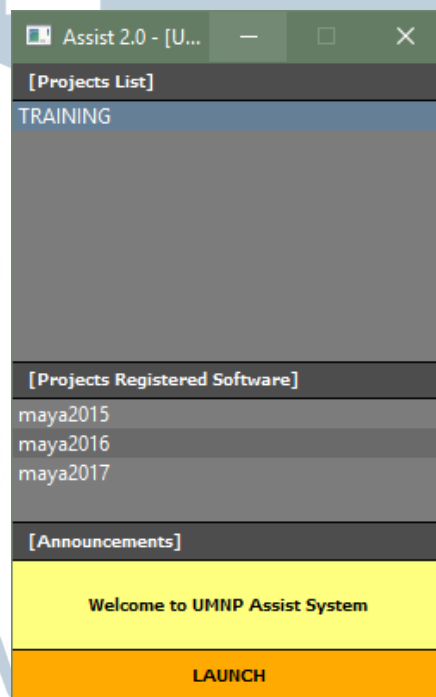 Assist 2.0 - [U...
[Projects List]
TRAINING
[Projects Registered Software]
maya2015
maya2016
maya2017
[Announcements]
Welcome to UMNP Assist System
LAUNCH